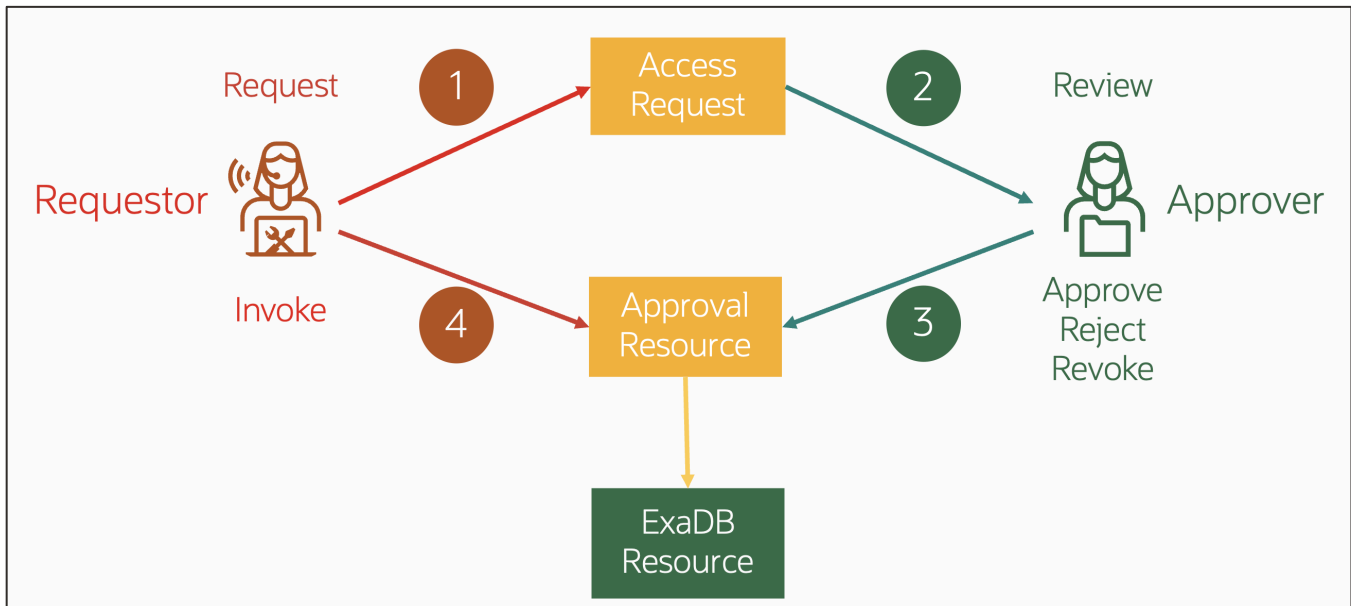 Request
1
Access
Request
2
Review
Requestor
Approver
Invoke
4
Approval
Resource
3
Approve
Reject
Revoke
ExaDB
Resource